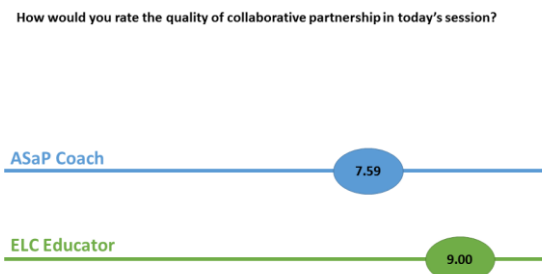 How would you rate the quality of collaborative partnership in today's session?
ASaP Coach
7.59
ELC Educator
9.00